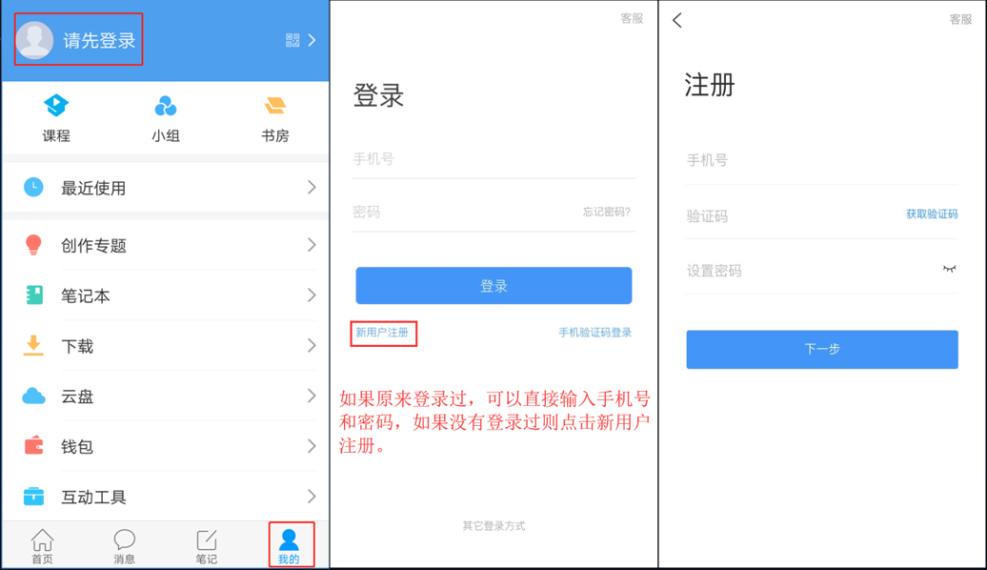 请先登录
课程
小组
书房
最近使用
创作专题
笔记本
下载
云盘
钱包
互动工具
首页
消息
笔记
我的
客服
登录
手机号
密码
忘记密码?
登录
新用户注册
手机验证码登录
如果原来登录过，可以直接输入手机号
和密码，如果没有登录过则点击新用户
注册。
其它登录方式
客服
注册
手机号
验证码
获取验证码
设置密码
下一步